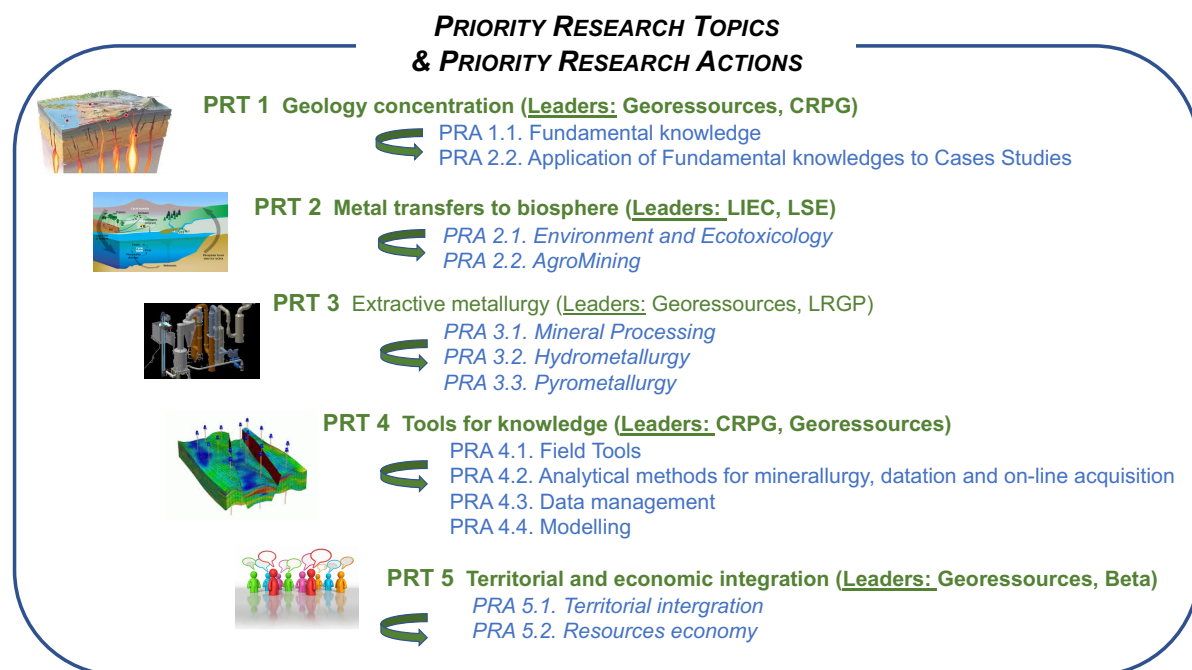 PRIORITY RESEARCH TOPICS
& PRIORITY RESEARCH ACTIONS
PRT 1 Geology concentration (Leaders: Georessources, CRPG)
PRA 1.1. Fundamental knowledge
PRA 2.2. Application of Fundamental knowledges to Cases Studies
PRT 2 Metal transfers to biosphere (Leaders: LIEC, LSE)
PRA 2.1. Environment and Ecotoxicology
PRA 2.2. AgroMining
PRT 3 Extractive metallurgy (Leaders: Georessources, LRGP)
PRA 3.1. Mineral Processing
PRA 3.2. Hydrometallurgy
PRA 3.3. Pyrometallurgy
PRT 4 Tools for knowledge (Leaders: CRPG, Georessources)
PRA 4.1. Field Tools
PRA 4.2. Analytical methods for minerallurgy, datation and on-line acquisition
PRA 4.3. Data management
PRA 4.4. Modelling
PRT 5 Territorial and economic integration (Leaders: Georessources, Beta)
PRA 5.1. Territorial intergration
PRA 5.2. Resources economy